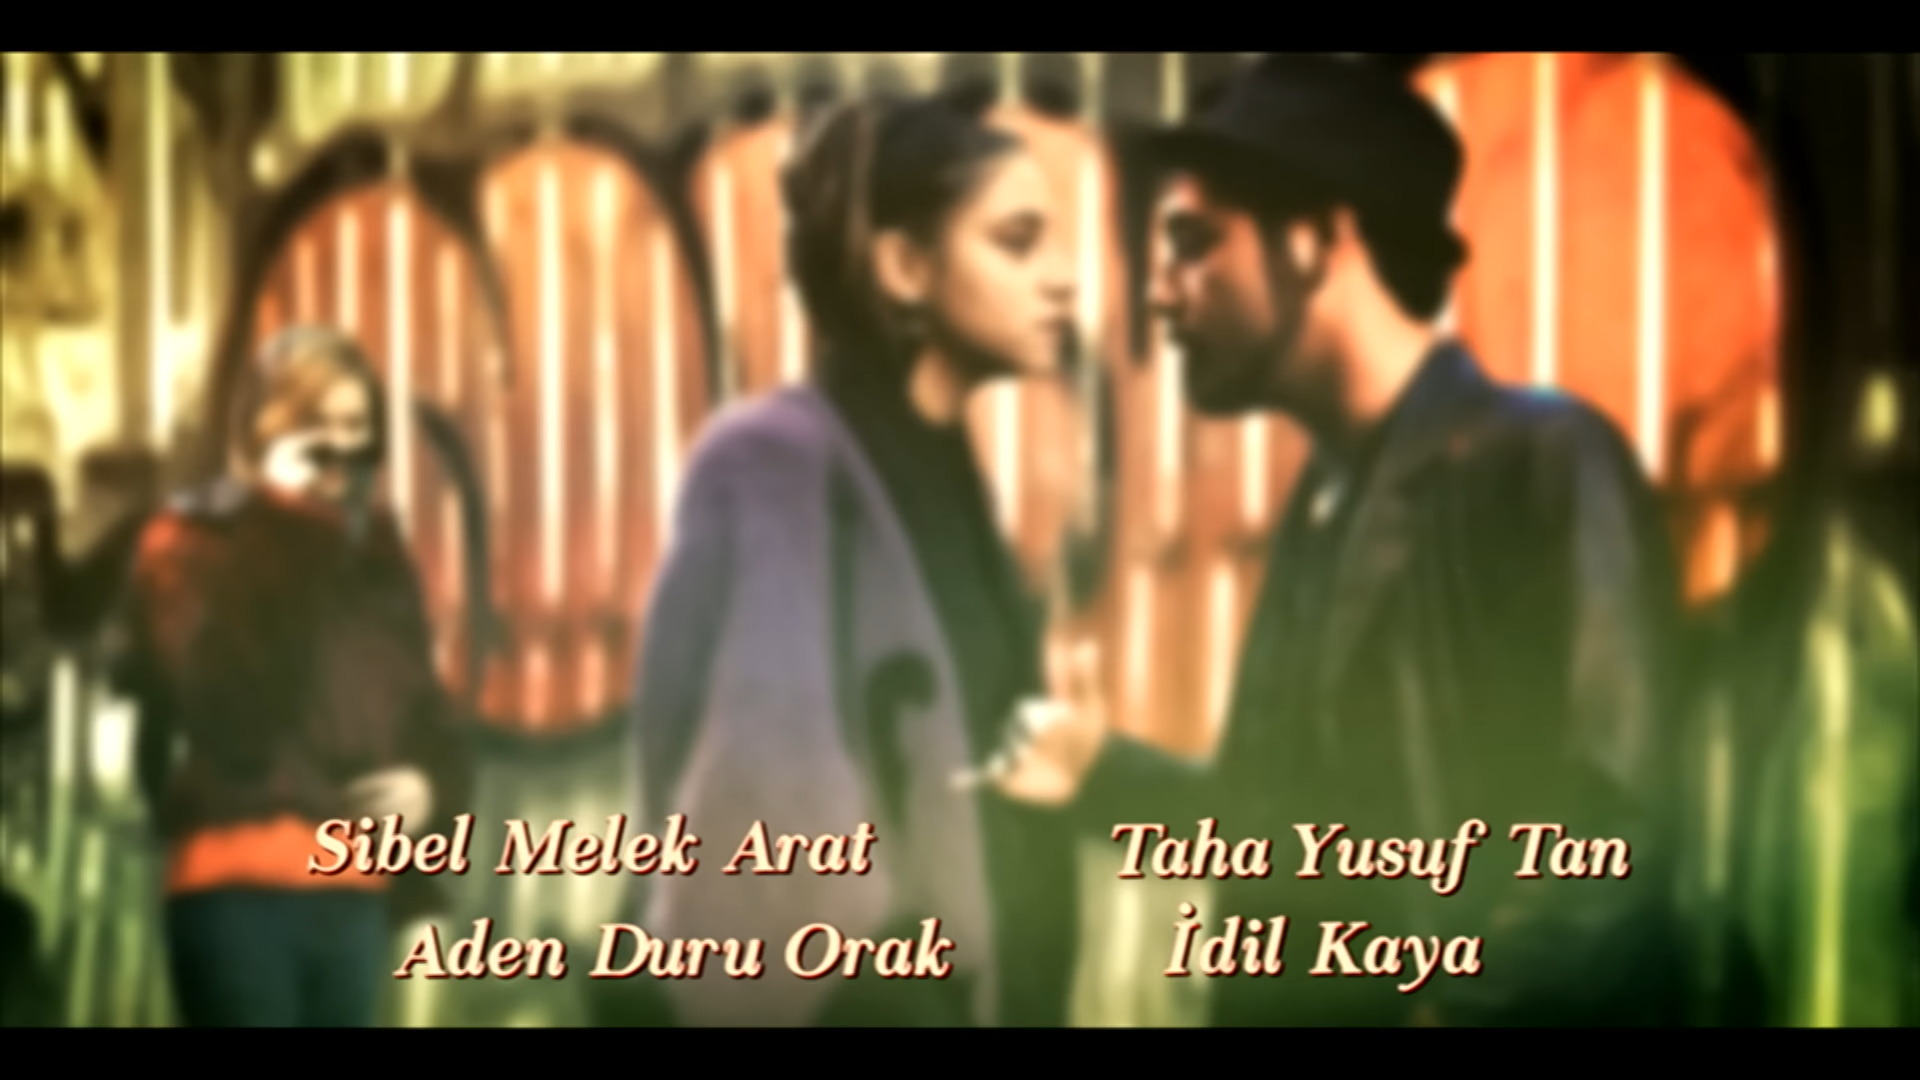 Sibel Melek Arat
Taha Yusuf Tan
Aden Duru Orak
İdil Kaya